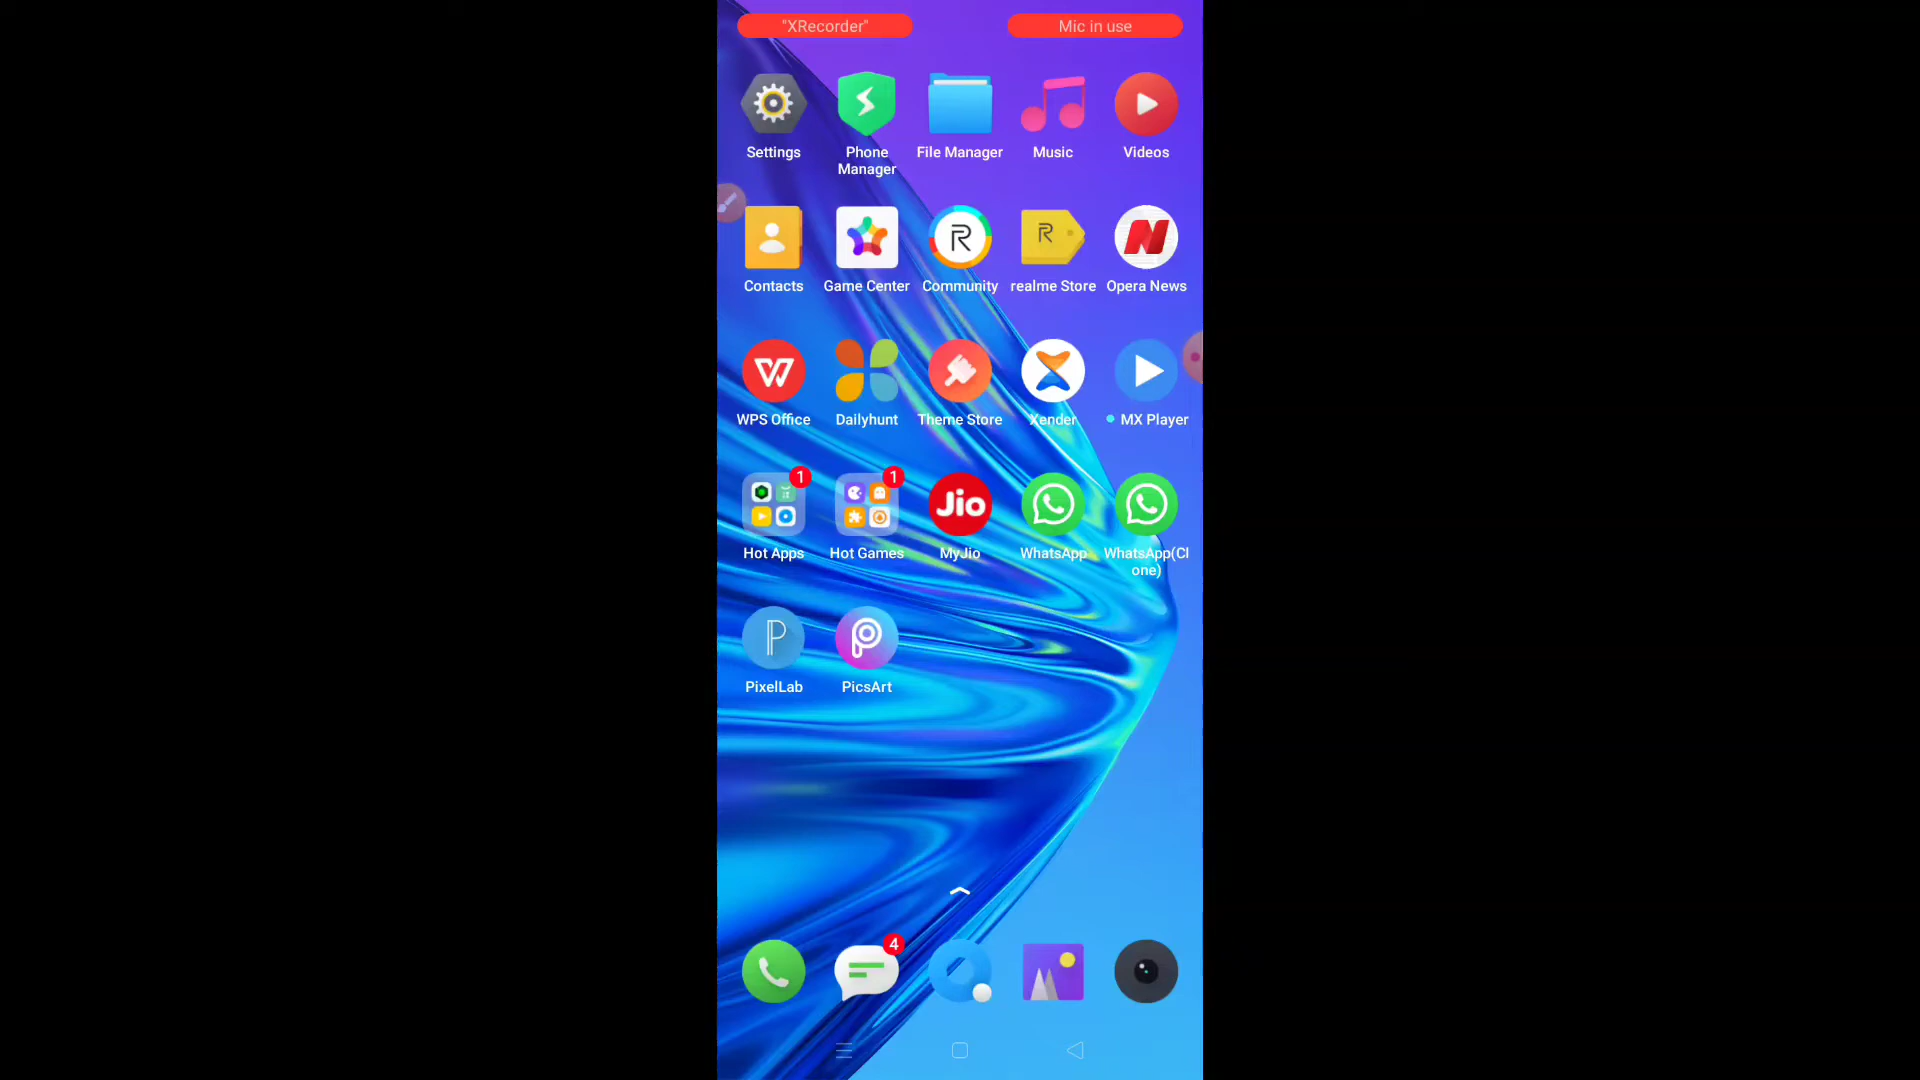 "XRecorder" Mic in use
Settings Phone Manager File Manager Music Videos
Contacts Game Center Community realme Store Opera News
WPS Office Dailyhunt Theme Store Xender MX Player
1 1
Jio
Hot Apps Hot Games MyJio WhatsApp WhatsApp(Cl
one)
PixelLab PicsArt
4